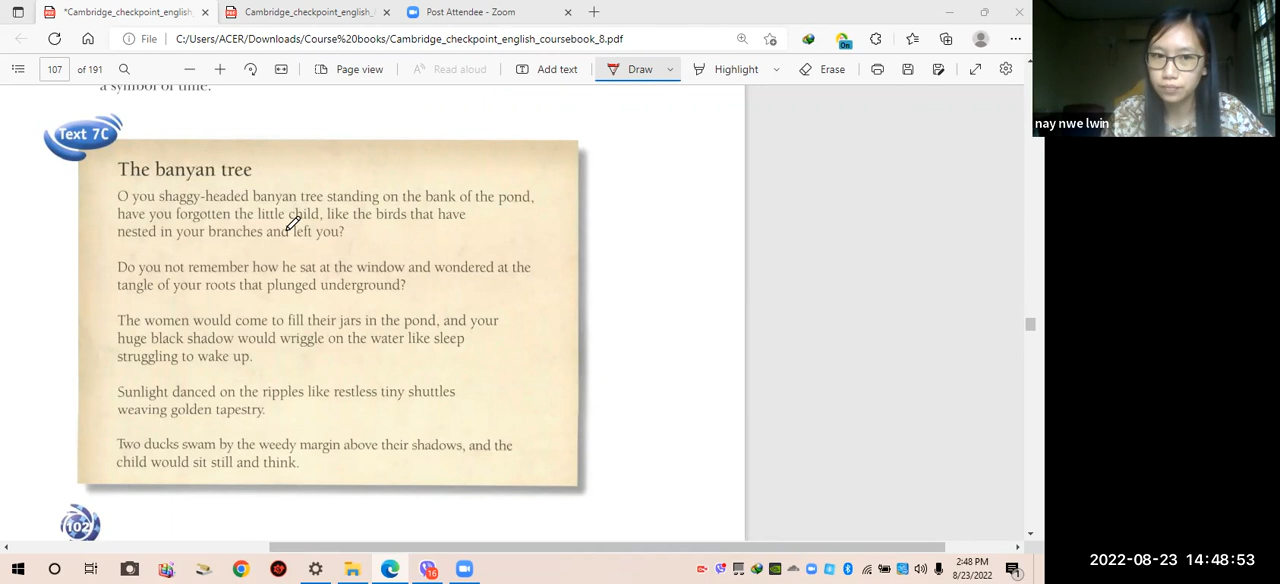 *Cambridge_checkpoint_english_
Cambridge_checkpoint_english_
Post Attendee - Zoom
File
C:/Users/ACER/Downloads/Course%20books/Cambridge_checkpoint_english_coursebook_8.pdf
On
107 of 191
Page view
Read aloud
Add text
Draw
Highlight
Erase
nay nwe lwin
a symbol of time.
Text 7C
The banyan tree
O you shaggy-headed banyan tree standing on the bank of the pond,
have you forgotten the little child, like the birds that have
nested in your branches and left you?
Do you not remember how he sat at the window and wondered at the
tangle of your roots that plunged underground?
The women would come to fill their jars in the pond, and your
huge black shadow would wriggle on the water like sleep
struggling to wake up.
Sunlight danced on the ripples like restless tiny shuttles
weaving golden tapestry.
Two ducks swam by the weedy margin above their shadows, and the
child would sit still and think.
102
16
2:48 PM
8/23/2022
1
2022-08-23 14:48:53